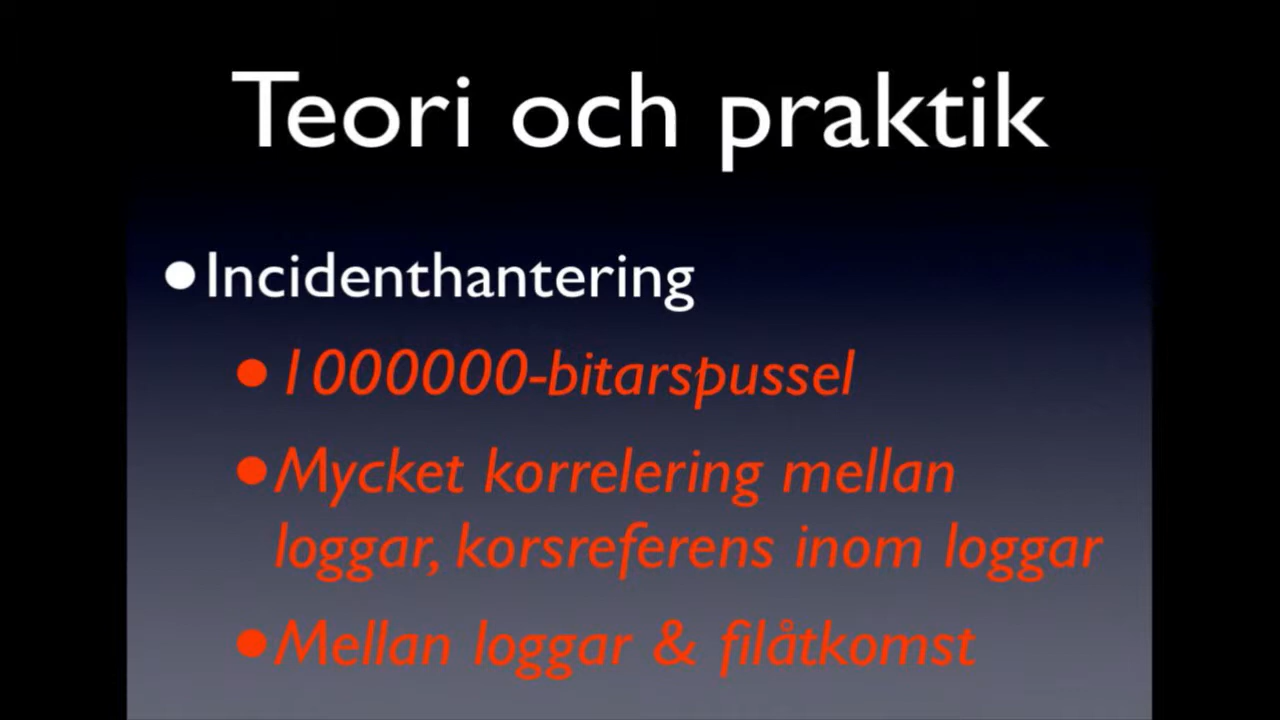 Teori och praktik
•Incidenthantering
•1000000-bitarspussel
•Mycket korrelering mellan
loggar, korsreferens inom loggar
•Mellan loggar & filåtkomst